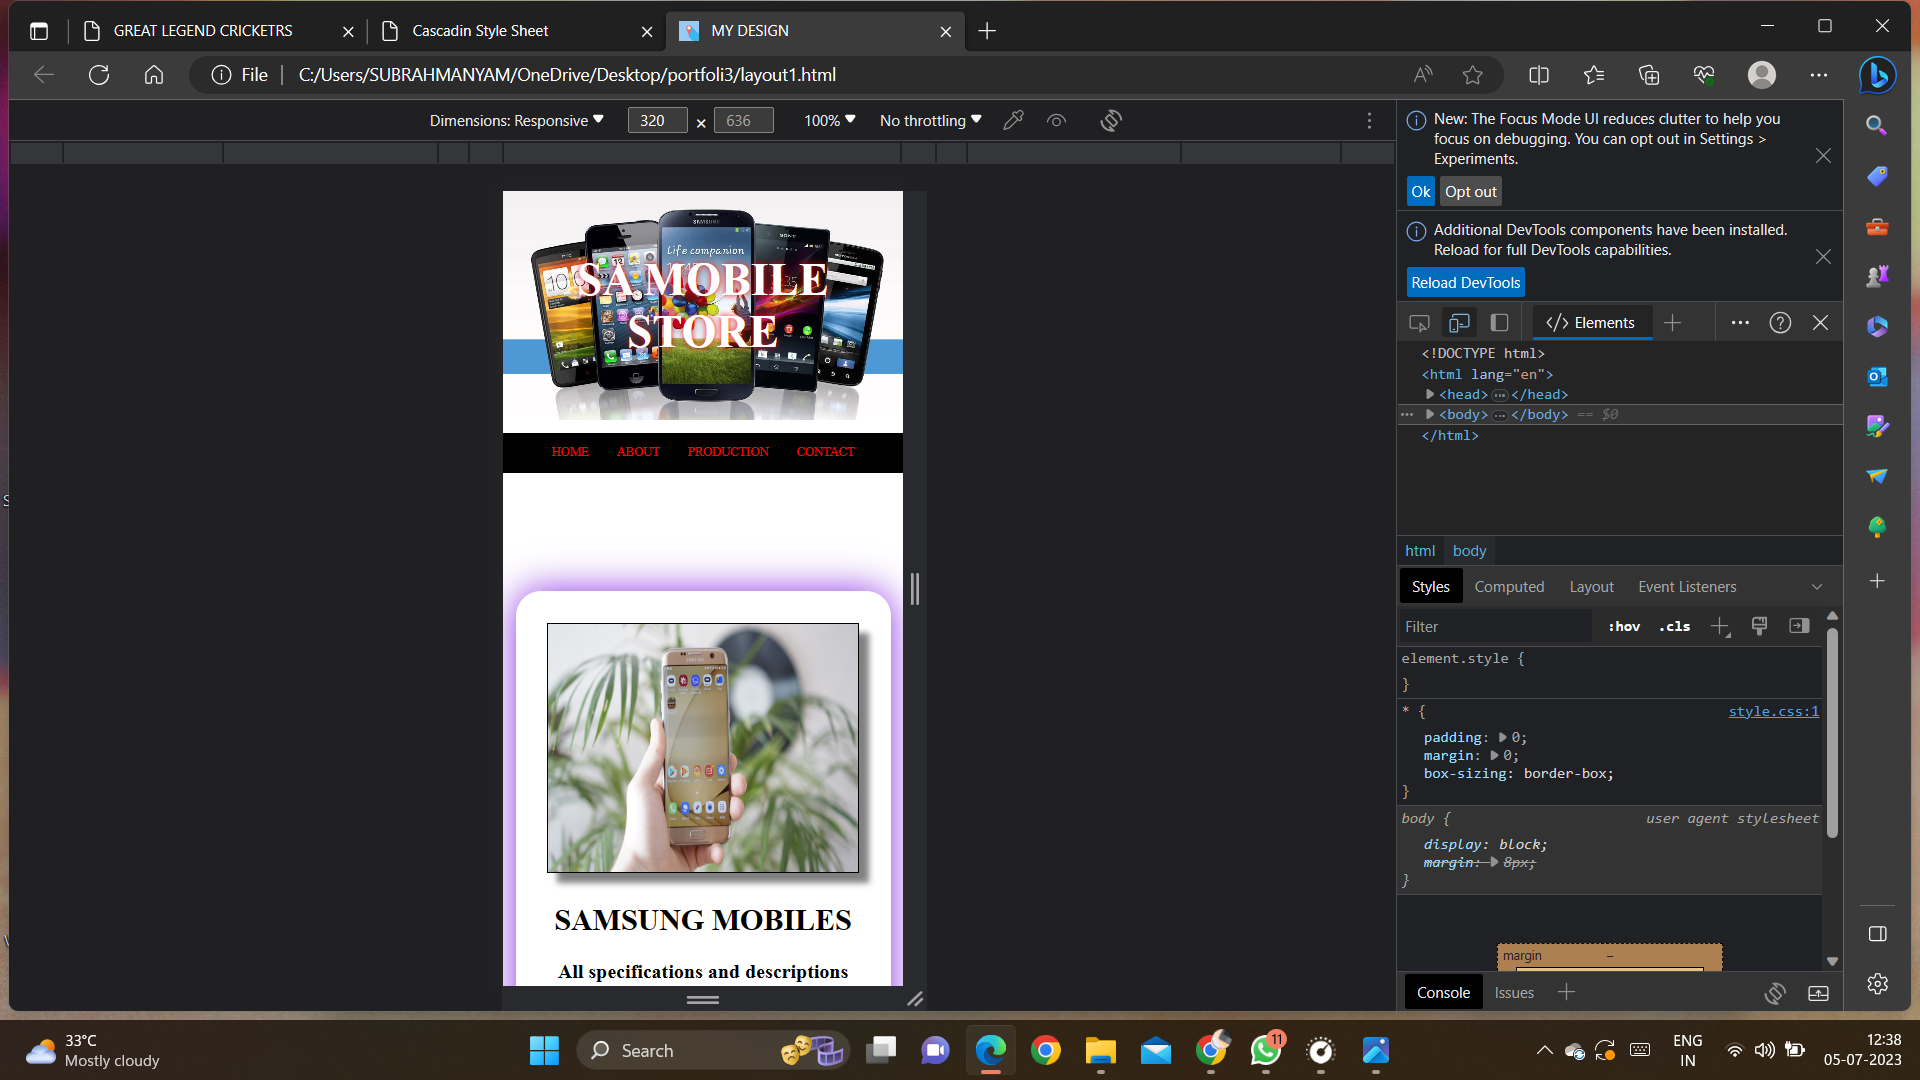 GREAT LEGEND CRICKETRS
Cascadin Style Sheet
MY DESIGN
File
C:/Users/SUBRAHMANYAM/OneDrive/Desktop/portfoli3/layout1.html
Dimensions: Responsive
320
×
636
100%
No throttling
SAMSUNG
Life companion
SONY
SA MOBILE
STORE
HOME
ABOUT
PRODUCTION
CONTACT
SAMSUNG MOBILES
All specifications and descriptions
New: The Focus Mode UI reduces clutter to help you
focus on debugging. You can opt out in Settings >
Experiments.
Ok
Opt out
Additional DevTools components have been installed.
Reload for full DevTools capabilities.
Reload DevTools
</> Elements
<!DOCTYPE html>
<html lang="en">
<head> ⋯ </head>
<body> ⋯ </body> == $0
</html>
html
body
Styles
Computed
Layout
Event Listeners
Filter
:hov
.cls
element.style {
}
* {
style.css:1
padding: 0;
margin: 0;
box-sizing: border-box;
}
body {
user agent stylesheet
display: block;
margin: 8px;
}
margin
–
Console
Issues
33°C
Mostly cloudy
Search
11
ENG
IN
12:38
05-07-2023